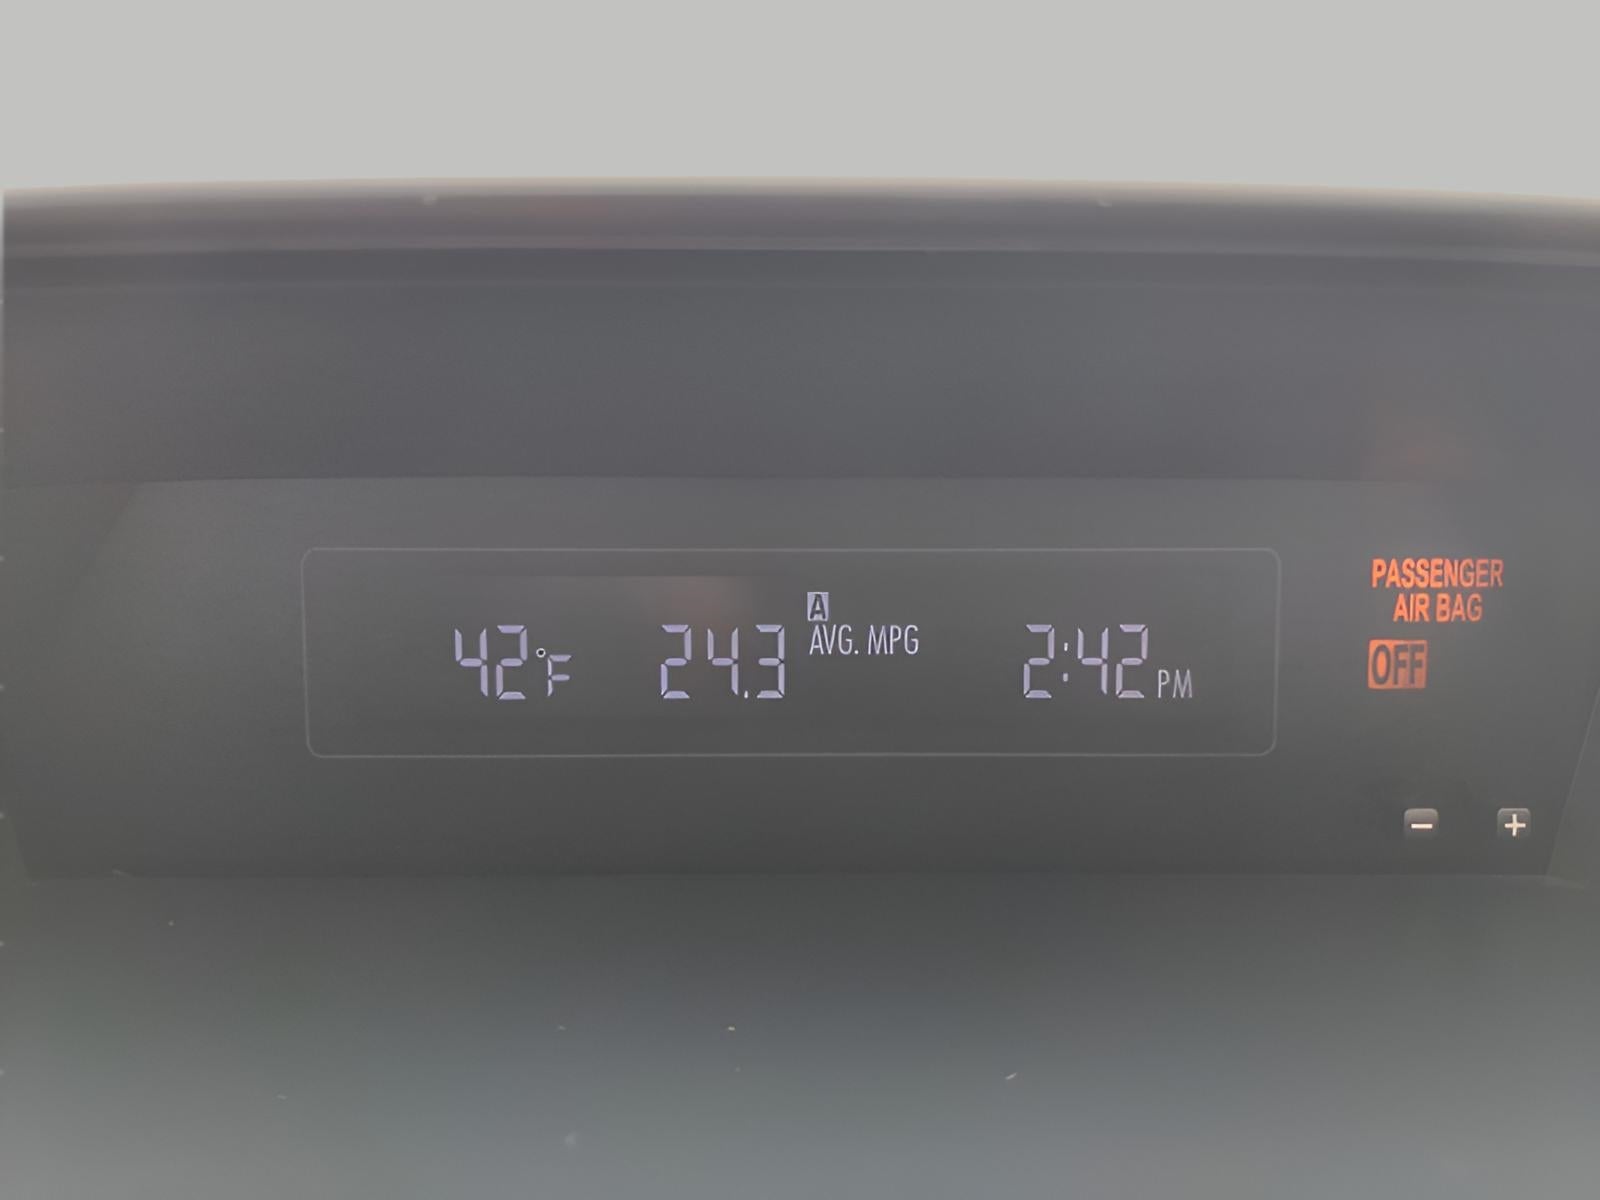 42°F 24.3 A AVG. MPG 2:42 PM
PASSENGER
AIR BAG
OFF
- +